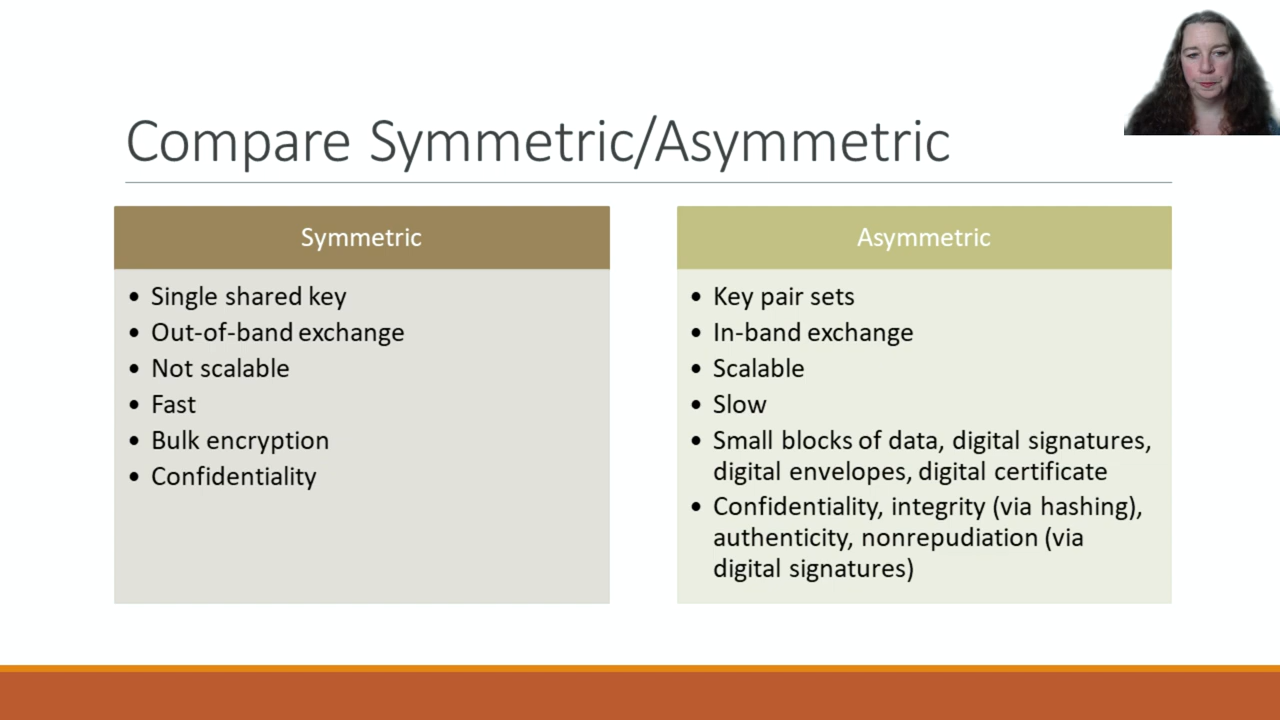 Compare Symmetric/Asymmetric
Symmetric
• Single shared key
• Out-of-band exchange
• Not scalable
• Fast
• Bulk encryption
• Confidentiality
Asymmetric
• Key pair sets
• In-band exchange
• Scalable
• Slow
• Small blocks of data, digital signatures,
digital envelopes, digital certificate
• Confidentiality, integrity (via hashing),
authenticity, nonrepudiation (via
digital signatures)